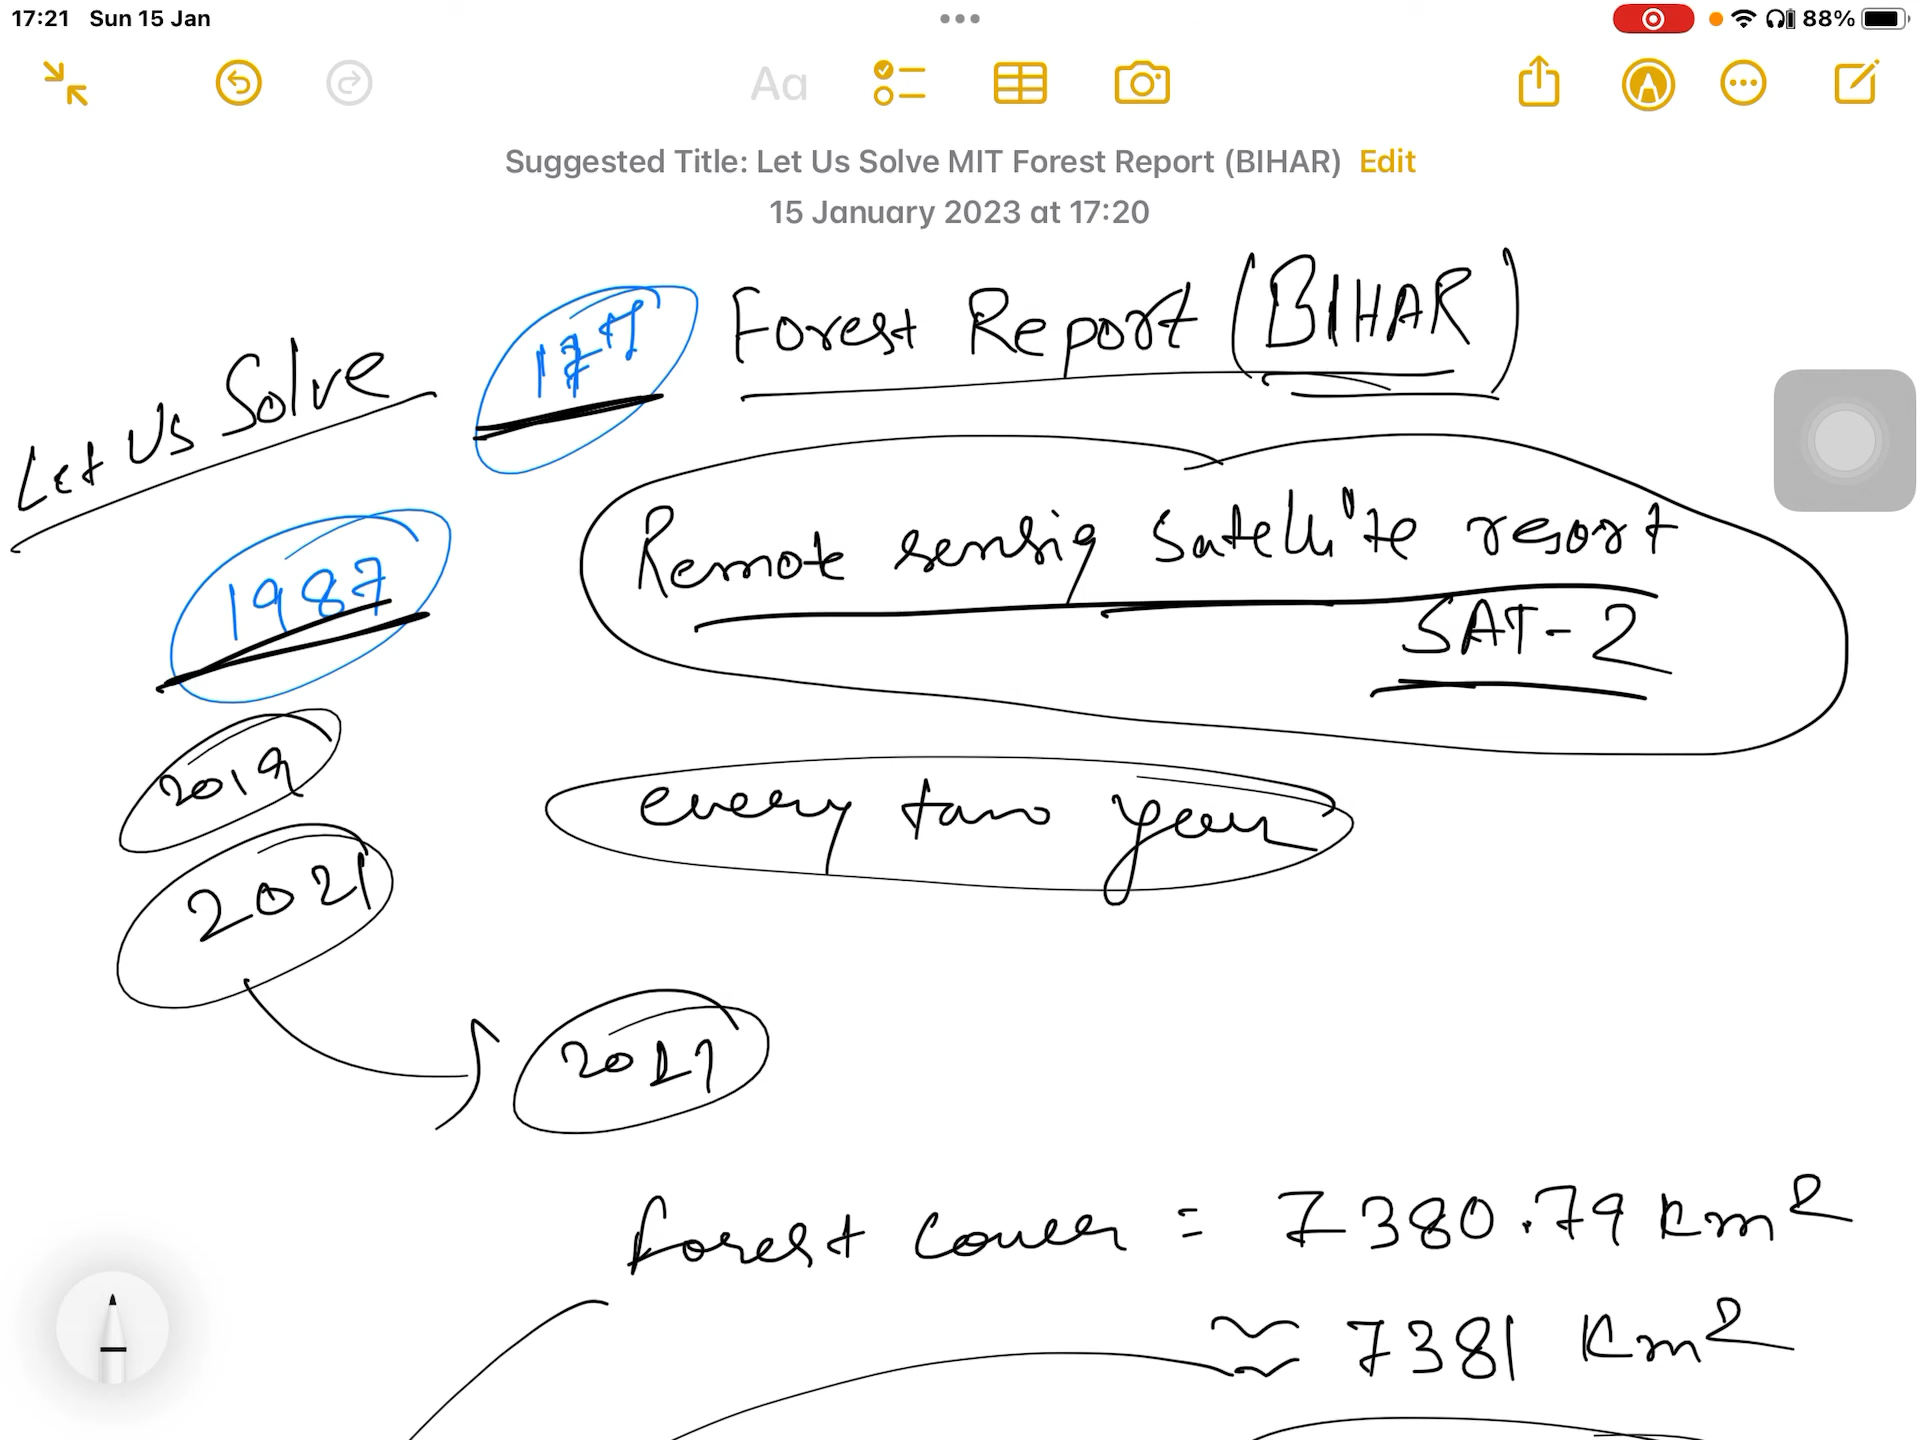 17:21 Sun 15 Jan
88%
Aa
Suggested Title: Let Us Solve MIT Forest Report (BIHAR) Edit
15 January 2023 at 17:20
17th Forest Report (BIHAR)
Let Us Solve
Remote sensig satellite resort
SAT-2
1987
2019
every two year
2021
forest cover = 7380.79 km2
≈ 7381 Km2